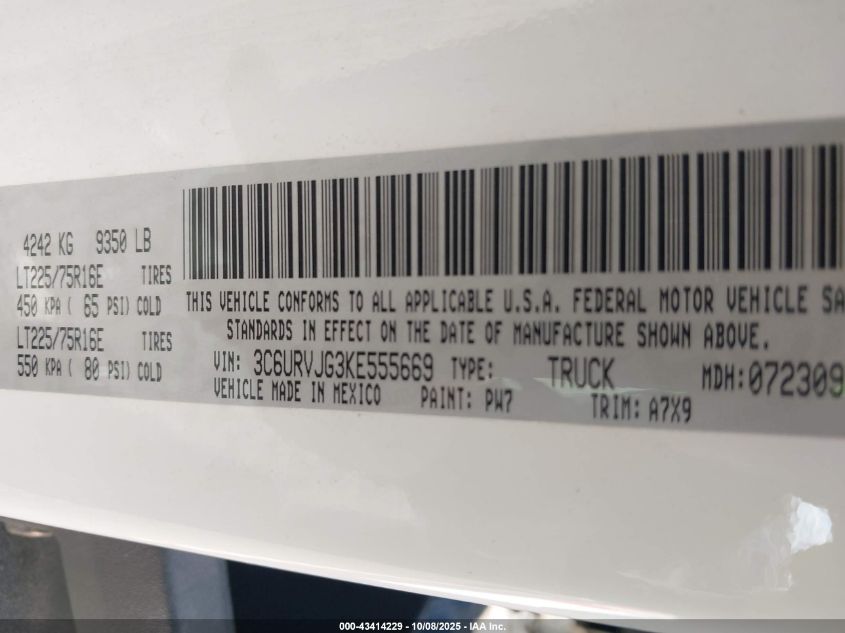 4242 KG 9350 LB
LT225/75R16E TIRES
450 KPA ( 65 PSI) COLD
LT225/75R16E TIRES
550 KPA ( 80 PSI) COLD
THIS VEHICLE CONFORMS TO ALL APPLICABLE U.S.A. FEDERAL MOTOR VEHICLE SA
STANDARDS IN EFFECT ON THE DATE OF MANUFACTURE SHOWN ABOVE.
VIN: 3C6URVJG3KE555669 TYPE: TRUCK MDH: 072309
VEHICLE MADE IN MEXICO PAINT: PW7 TRIM: A7X9
000-43414229 - 10/08/2025 - IAA Inc.